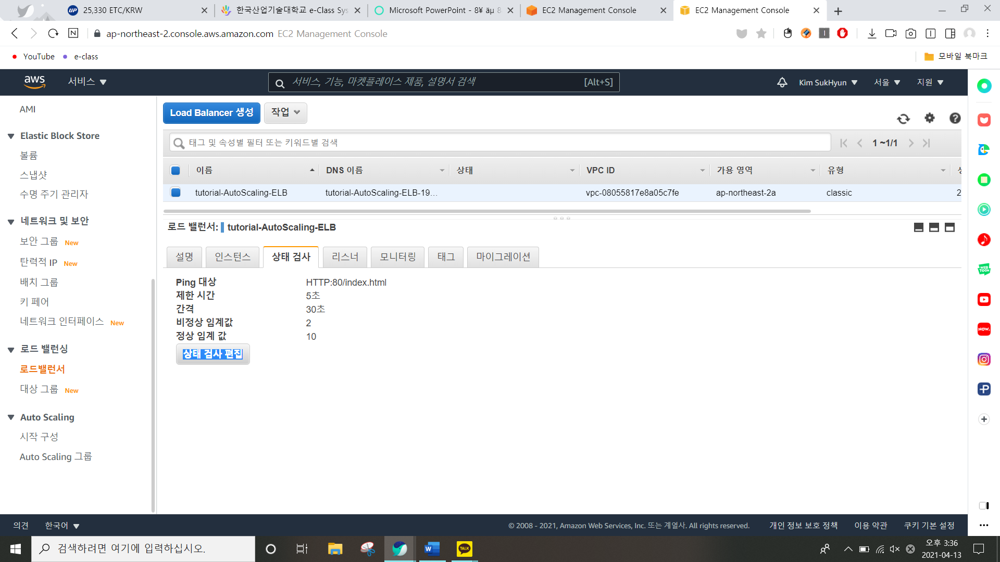 25,330 ETC/KRW
한국산업기술대학교 e-Class Sys
Microsoft PowerPoint - 8¥ äµ 8
EC2 Management Console
EC2 Management Console
ap-northeast-2.console.aws.amazon.com EC2 Management Console
YouTube
e-class
모바일 북마크
aws
서비스
서비스, 기능, 마켓플레이스 제품, 설명서 검색
[Alt+S]
Kim SukHyun
서울
지원
AMI
Elastic Block Store
볼륨
스냅샷
수명 주기 관리자
네트워크 및 보안
보안 그룹 New
탄력적 IP New
배치 그룹
키 페어
네트워크 인터페이스 New
로드 밸런싱
로드밸런서
대상 그룹 New
Auto Scaling
시작 구성
Auto Scaling 그룹
Load Balancer 생성
작업
태그 및 속성별 필터 또는 키워드별 검색
1 ~1/1
이름 DNS 이름 상태 VPC ID 가용 영역 유형
tutorial-AutoScaling-ELB tutorial-AutoScaling-ELB-19... vpc-08055817e8a05c7fe ap-northeast-2a classic 2
로드 밸런서: tutorial-AutoScaling-ELB
설명 인스턴스 상태 검사 리스너 모니터링 태그 마이그레이션
Ping 대상 HTTP:80/index.html
제한 시간 5초
간격 30초
비정상 임계값 2
정상 임계 값 10
상태 검사 편집
WEB
TOON
NOW.
의견
한국어
© 2008 - 2021, Amazon Web Services, Inc. 또는 계열사. All rights reserved.
개인 정보 보호 정책
이용 약관
쿠키 기본 설정
검색하려면 여기에 입력하십시오.
TALK
오후 3:36
2021-04-13